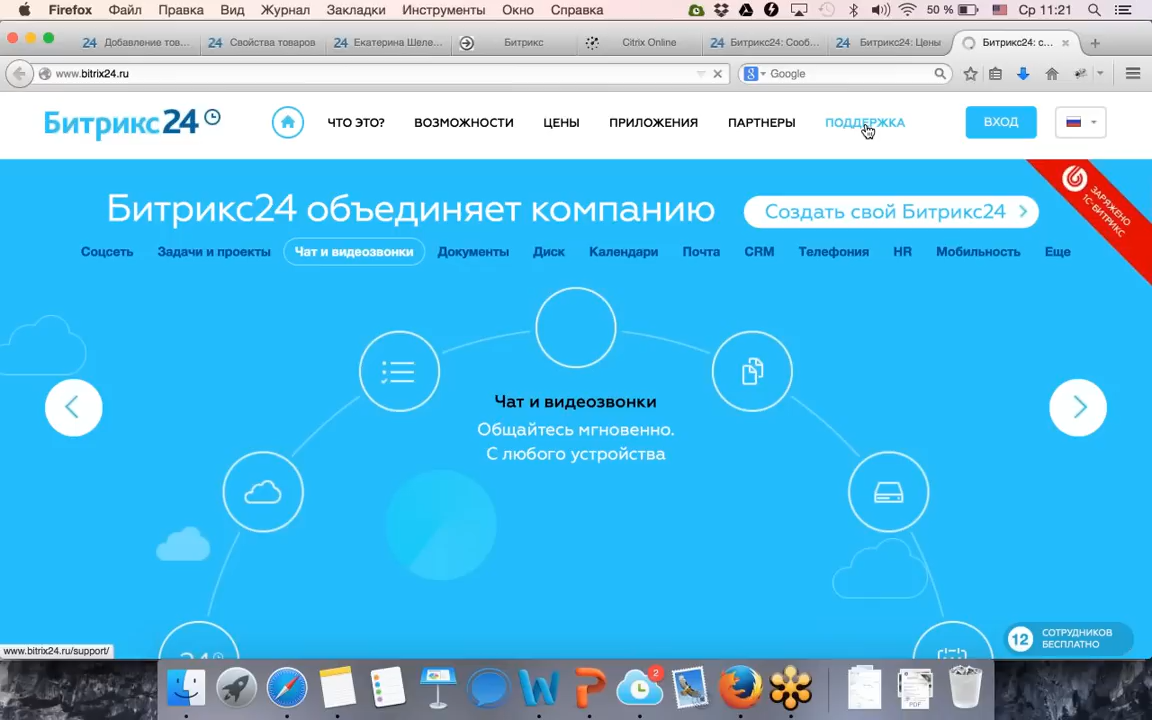 Firefox Файл Правка Вид Журнал Закладки Инструменты Окно Справка 50 % Ср 11:21
24 Добавление тов... 24 Свойства товаров 24 Екатерина Шеле... Битрикс Citrix Online 24 Битрикс24: Сооб... 24 Битрикс24: Цены Битрикс24: с...
www.bitrix24.ru Google
Битрикс24 ЧТО ЭТО? ВОЗМОЖНОСТИ ЦЕНЫ ПРИЛОЖЕНИЯ ПАРТНЕРЫ ПОДДЕРЖКА ВХОД
Битрикс24 объединяет компанию Создать свой Битрикс24
ЗАРЯЖЕНО
1С-БИТРИКС
Соцсеть Задачи и проекты Чат и видеозвонки Документы Диск Календари Почта CRM Телефония HR Мобильность Еще
Чат и видеозвонки
Общайтесь мгновенно.
С любого устройства
12 СОТРУДНИКОВ
БЕСПЛАТНО
www.bitrix24.ru/support/
2
PDF